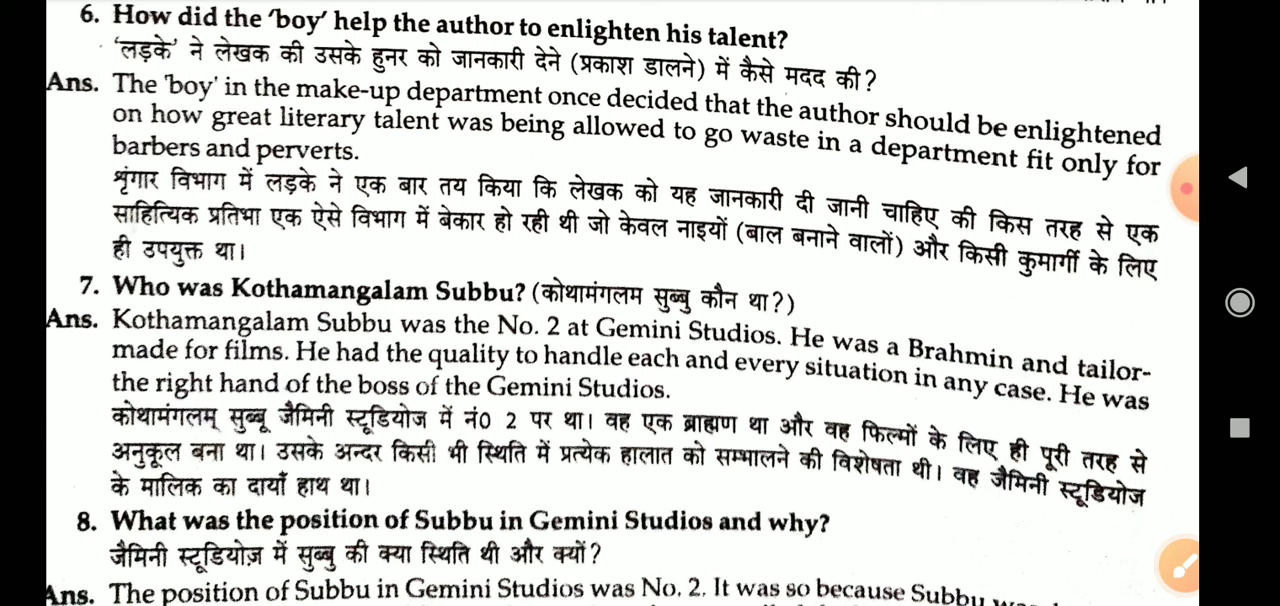 6. How did the 'boy' help the author to enlighten his talent?
'लड़के' ने लेखक की उसके हुनर को जानकारी देने (प्रकाश डालने) में कैसे मदद की?
Ans. The 'boy' in the make-up department once decided that the author should be enlightened
on how great literary talent was being allowed to go waste in a department fit only for
barbers and perverts.
शृंगार विभाग में लड़के ने एक बार तय किया कि लेखक को यह जानकारी दी जानी चाहिए की किस तरह से एक
साहित्यिक प्रतिभा एक ऐसे विभाग में बेकार हो रही थी जो केवल नाइयों (बाल बनाने वालों) और किसी कुमार्गी के लिए
ही उपयुक्त था।
7. Who was Kothamangalam Subbu? (कोथामंगलम सुब्बु कौन था?)
Ans. Kothamangalam Subbu was the No. 2 at Gemini Studios. He was a Brahmin and tailor-
made for films. He had the quality to handle each and every situation in any case. He was
the right hand of the boss of the Gemini Studios.
कोथामंगलम् सुब्बू जैमिनी स्टूडियोज में नं0 2 पर था। वह एक ब्राह्मण था और वह फिल्मों के लिए ही पूरी तरह से
अनुकूल बना था। उसके अन्दर किसी भी स्थिति में प्रत्येक हालात को सम्भालने की विशेषता थी। वह जैमिनी स्टूडियोज
के मालिक का दायाँ हाथ था।
8. What was the position of Subbu in Gemini Studios and why?
जैमिनी स्टूडियोज़ में सुब्बु की क्या स्थिति थी और क्यों?
Ans. The position of Subbu in Gemini Studios was No. 2. It was so because Subbu